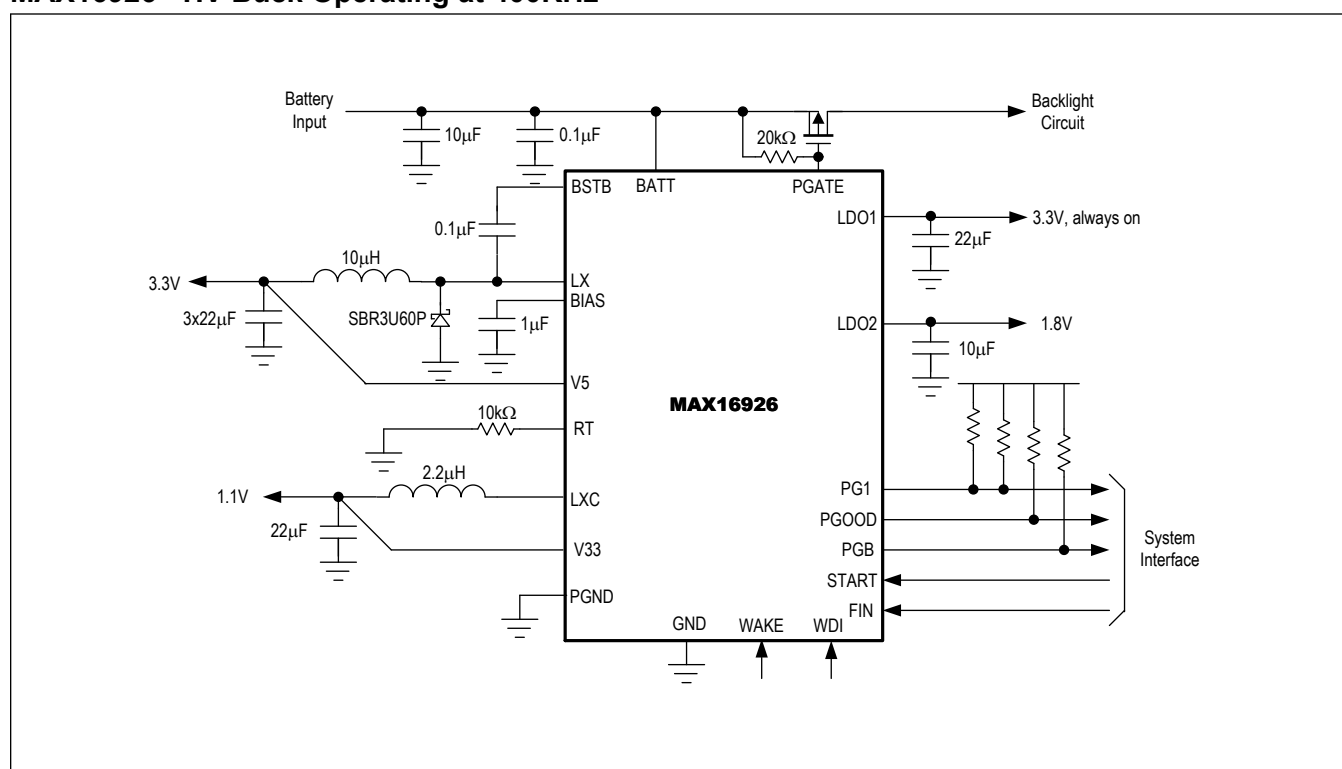 Battery
Input
Backlight
Circuit
10μF
0.1μF
20kΩ
BSTB
BATT
PGATE
LDO1
3.3V, always on
22μF
0.1μF
10μH
3.3V
LX
BIAS
3x22μF
SBR3U60P
1μF
LDO2
1.8V
10μF
V5
MAX16926
10kΩ
RT
2.2μH
1.1V
LXC
22μF
V33
PG1
PGOOD
PGB
START
FIN
System
Interface
PGND
GND
WAKE
WDI